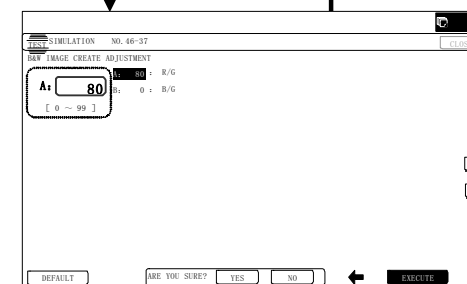 TEST SIMULATION NO. 46-37
CLOS
B&W IMAGE CREATE ADJUSTMENT
A: 80
[ 0 ~ 99 ]
A: 80 : R/G
B: 0 : B/G
DEFAULT
ARE YOU SURE? YES NO
EXECUTE